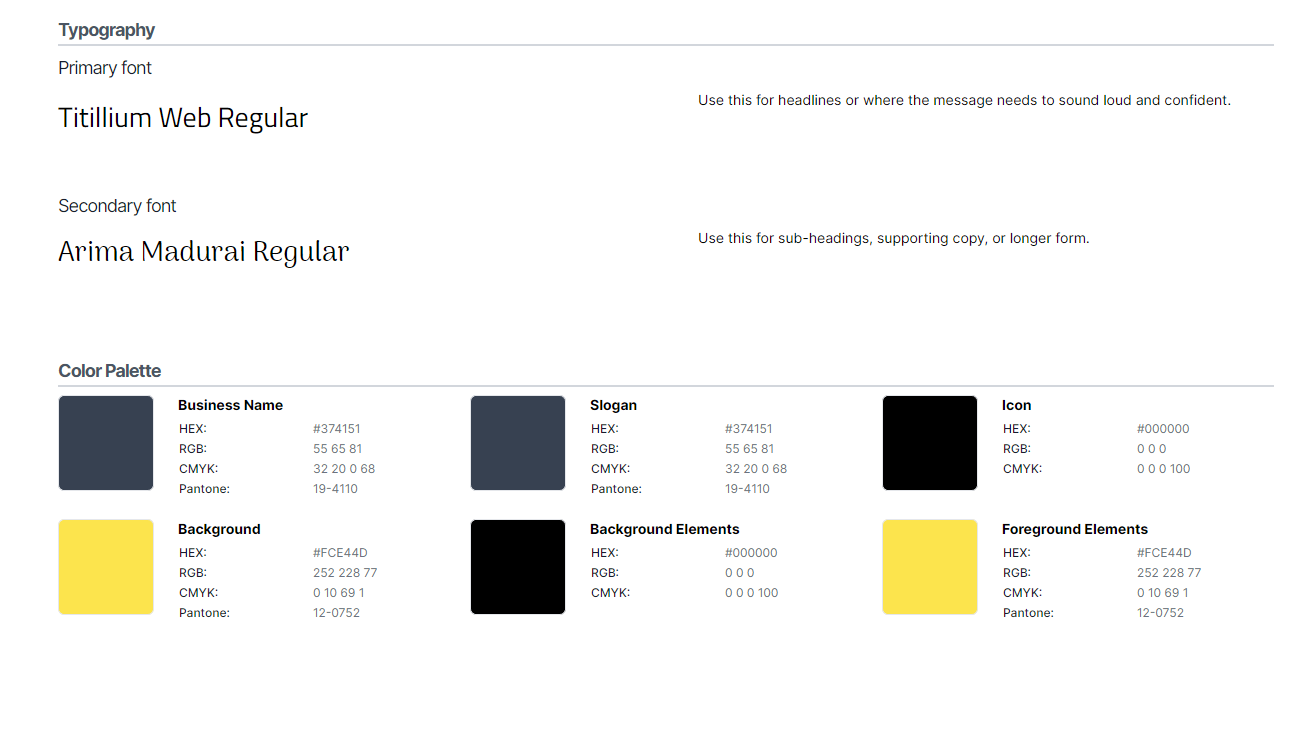 Typography
Primary font
Titillium Web Regular
Use this for headlines or where the message needs to sound loud and confident.
Secondary font
Arima Madurai Regular
Use this for sub-headings, supporting copy, or longer form.
Color Palette
Business Name
HEX: #374151
RGB: 55 65 81
CMYK: 32 20 0 68
Pantone: 19-4110
Slogan
HEX: #374151
RGB: 55 65 81
CMYK: 32 20 0 68
Pantone: 19-4110
Icon
HEX: #000000
RGB: 0 0 0
CMYK: 0 0 0 100
Background
HEX: #FCE44D
RGB: 252 228 77
CMYK: 0 10 69 1
Pantone: 12-0752
Background Elements
HEX: #000000
RGB: 0 0 0
CMYK: 0 0 0 100
Foreground Elements
HEX: #FCE44D
RGB: 252 228 77
CMYK: 0 10 69 1
Pantone: 12-0752